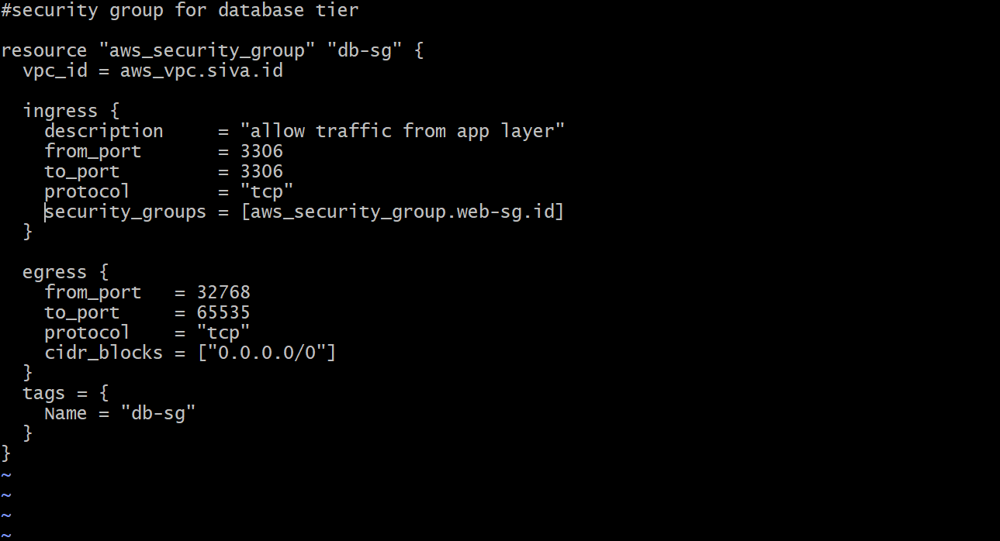 #security group for database tier

resource "aws_security_group" "db-sg" {
  vpc_id = aws_vpc.siva.id

  ingress {
    description     = "allow traffic from app layer"
    from_port       = 3306
    to_port         = 3306
    protocol        = "tcp"
    security_groups = [aws_security_group.web-sg.id]
  }

  egress {
    from_port   = 32768
    to_port     = 65535
    protocol    = "tcp"
    cidr_blocks = ["0.0.0.0/0"]
  }
  tags = {
    Name = "db-sg"
  }
}
~
~
~
~